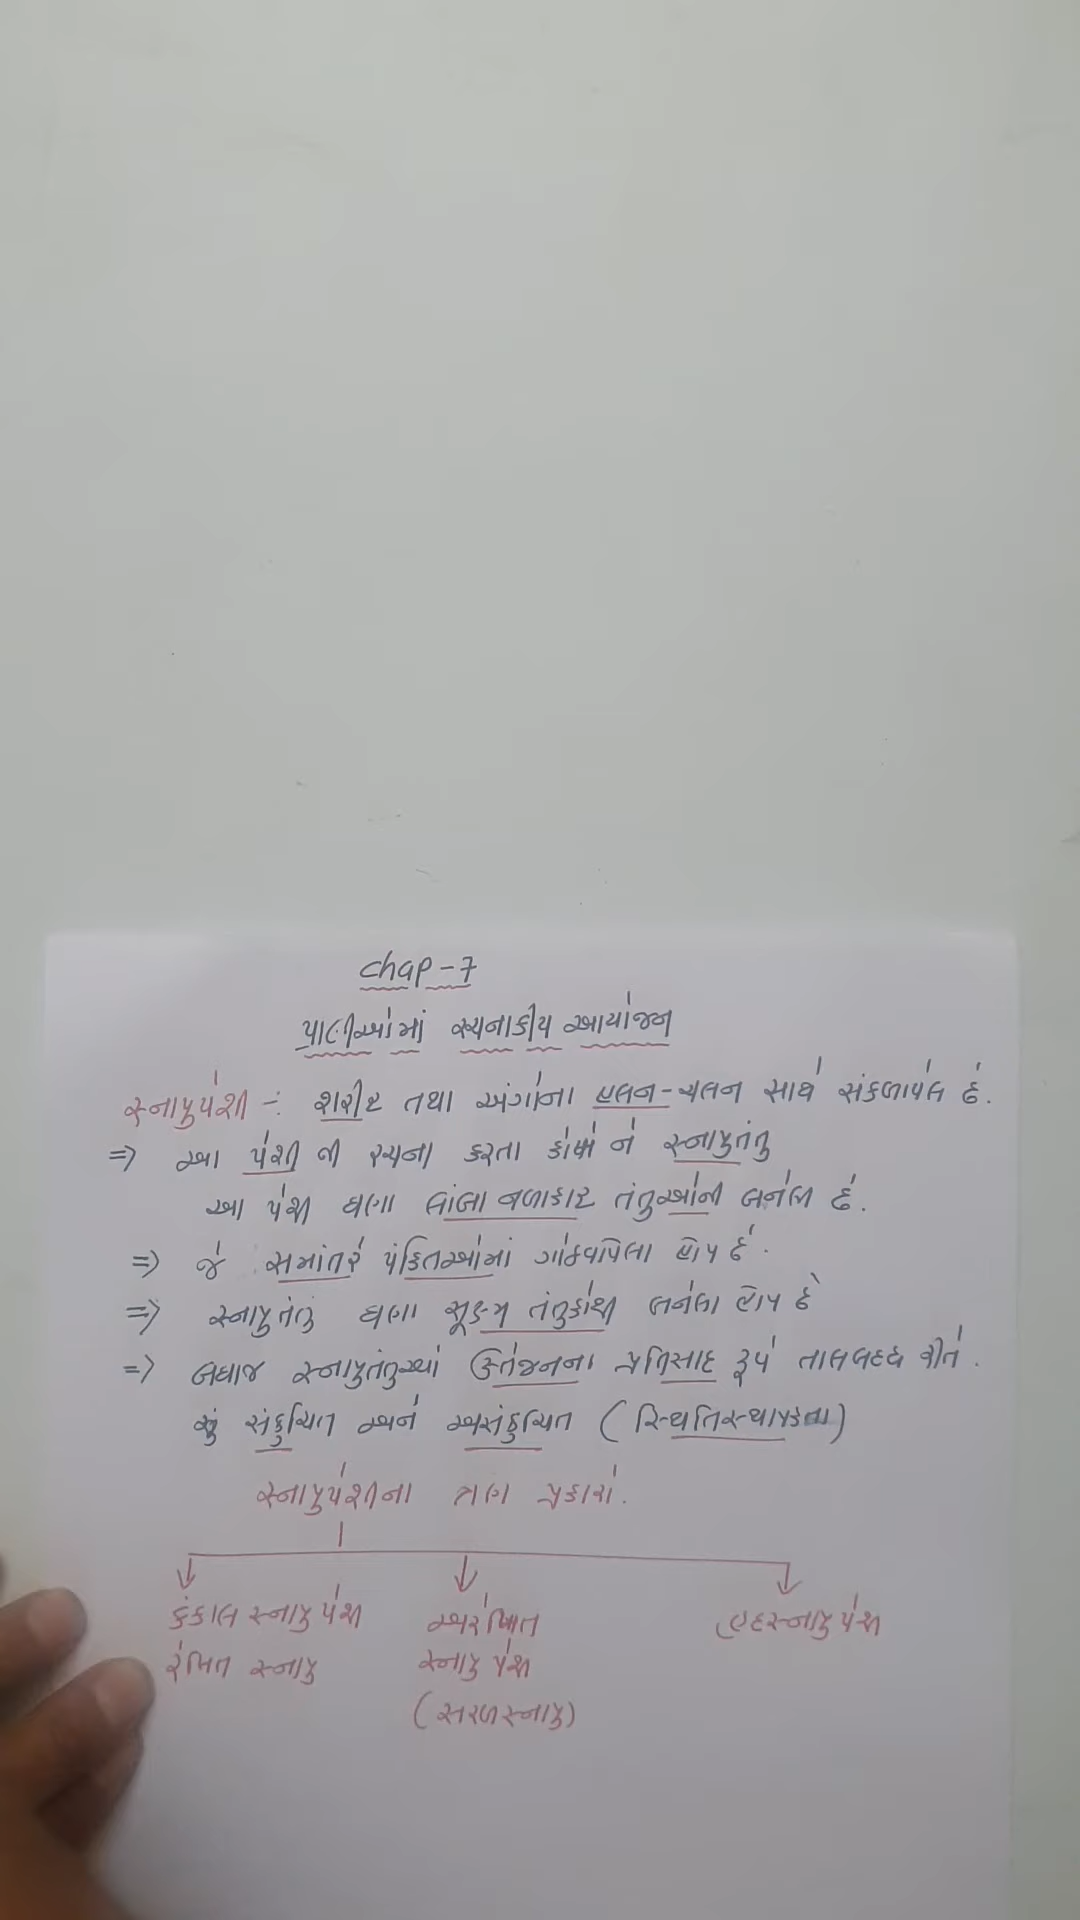 Chap-7
પ્રાણીઓમાં રચનાકીય આયોજન
સ્નાયુપેશી -: શરીર તથા અંગોના હલન-ચલન સાથે સંકળાયેલ છે.
=> આ પેશી ની રચના કરતા કોષો ને સ્નાયુતંતુ
આ પેશી ઘણા લાંબા નળાકાર તંતુઓની બનેલી છે.
=> જે સમાંતરે પંક્તિઓમાં ગોઠવાયેલા હોય છે.
=> સ્નાયુતંતુ ઘણા સૂક્ષ્મ તંતુકોથી બનેલા હોય છે
=> બધાજ સ્નાયુતંતુઓ ઉત્તેજનના પ્રતિસાદ રૂપે તાલબદ્ધ રીતે.
સંકુચિત અને અસંકુચિત (સ્થિતિસ્થાપકતા)
સ્નાયુપેશીના ત્રણ પ્રકારો.
કંકાલ સ્નાયુ પેશી અરેખિત હૃદસ્નાયુ પેશી
રેખિત સ્નાયુ સ્નાયુ પેશી
(સરળસ્નાયુ)